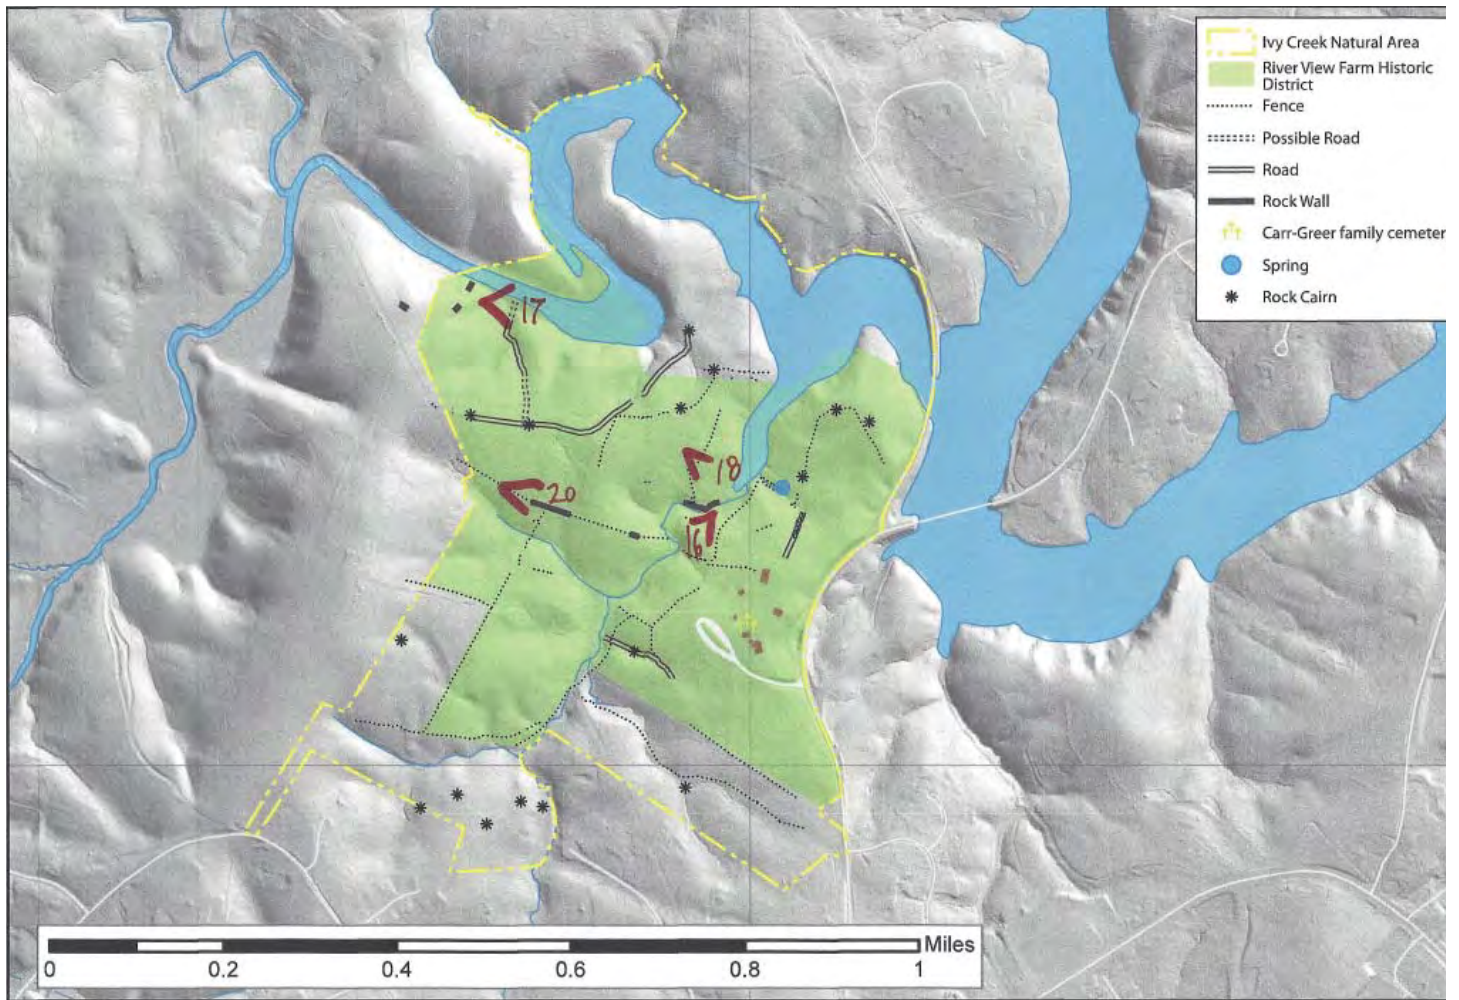 Ivy Creek Natural Area
River View Farm Historic
District
Fence
Possible Road
Road
Rock Wall
Carr-Greer family cemeter
Spring
Rock Cairn
17
18
20
16
Miles
0 0.2 0.4 0.6 0.8 1